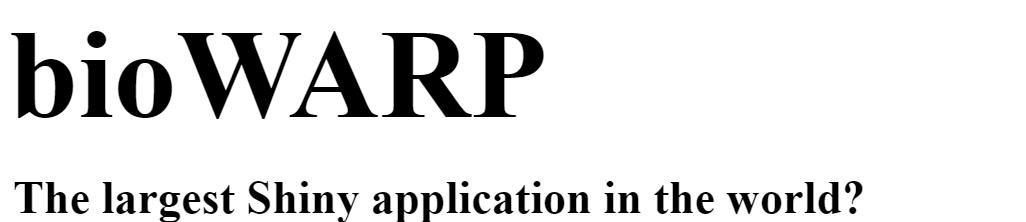 bioWARP
The largest Shiny application in the world?